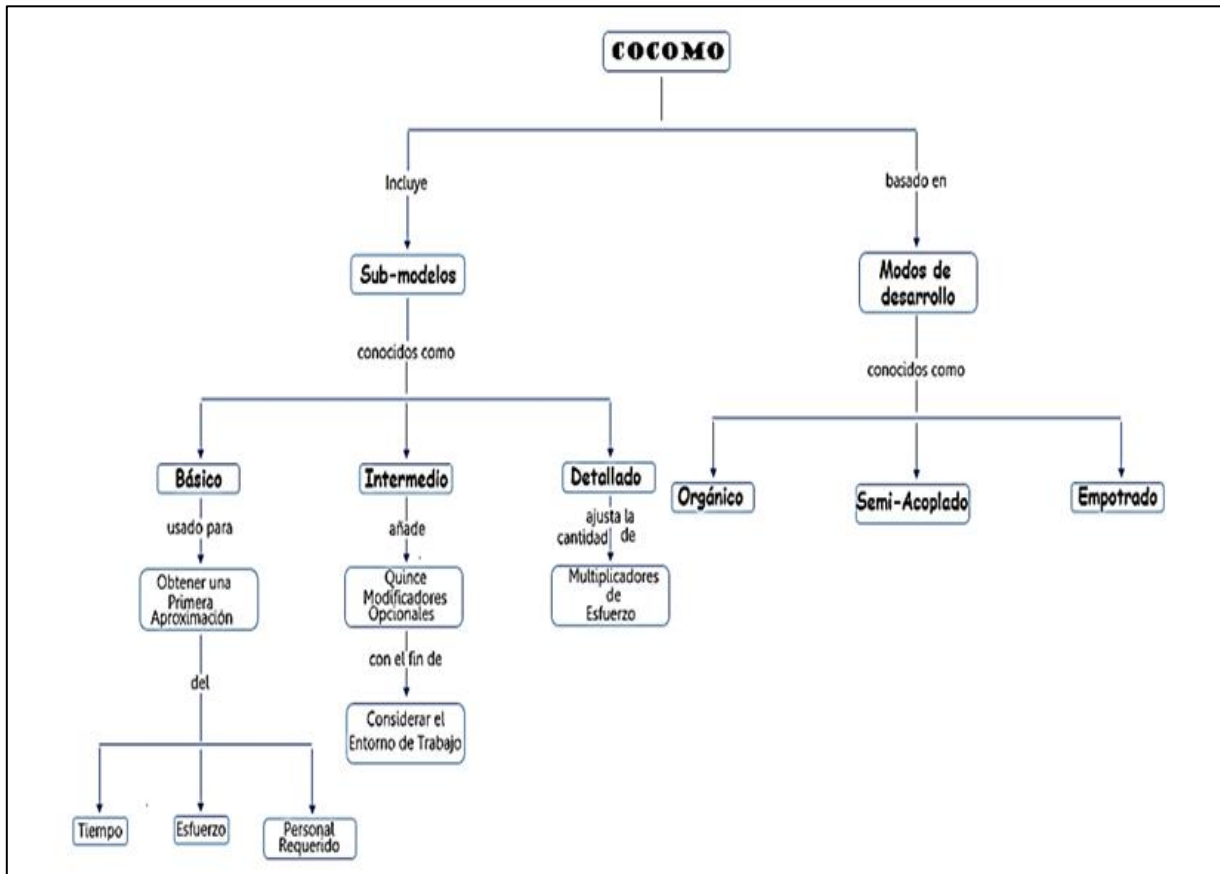 COCOMO
Incluye
basado en
Sub-modelos
Modos de
desarrollo
conocidos como
conocidos como
Básico
Intermedio
Detallado
Orgánico
Semi-Acoplado
Empotrado
usado para
añade
ajusta la
cantidad de
Obtener una
Primera
Aproximación
Quince
Modificadores
Opcionales
Multiplicadores
de
Esfuerzo
del
con el fin de
Considerar el
Entorno de Trabajo
Tiempo
Esfuerzo
Personal
Requerido